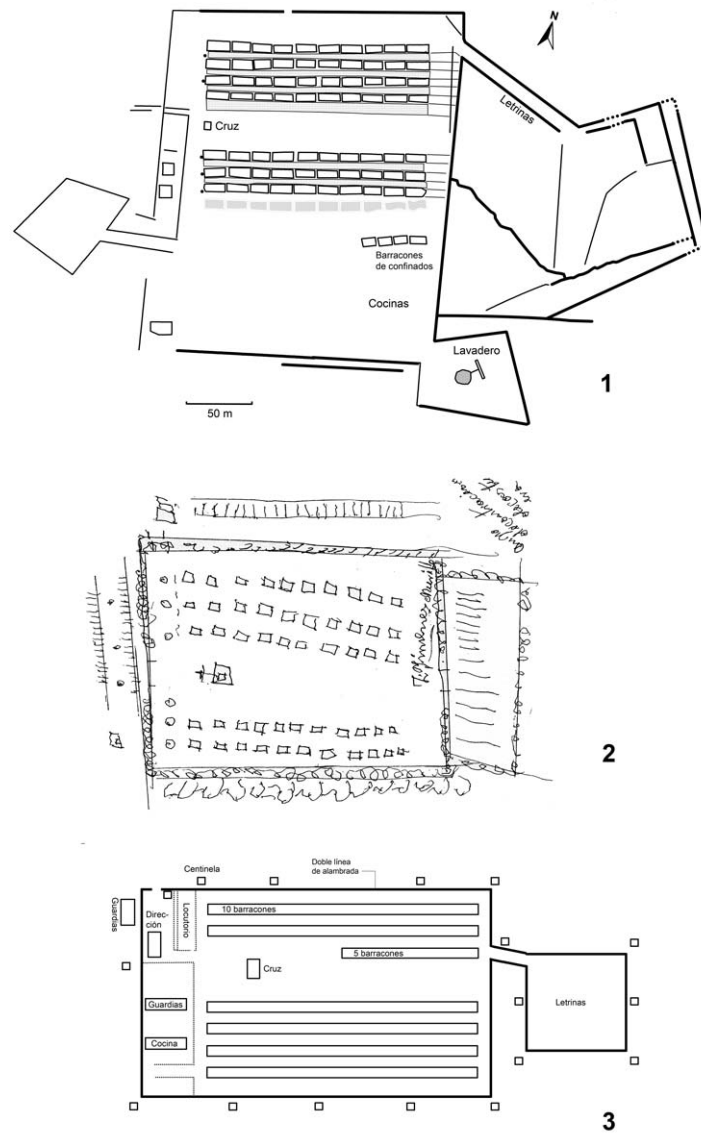 N
Letrinas
Cruz
Barracones
de confinados
Cocinas
Lavadero
50 m
1
2
Centinela
Doble línea
de alambrada
Guardias
Direc-
ción
Locutorio
10 barracones
5 barracones
Cruz
Guardias
Letrinas
Cocina
3